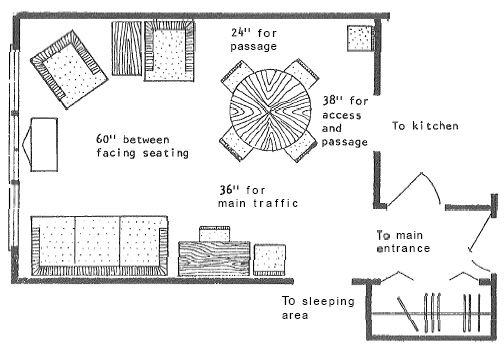 24" for
passage
38" for
access
and
passage
To kitchen
60" between
facing seating
36" for
main traffic
To main
entrance
To sleeping
area